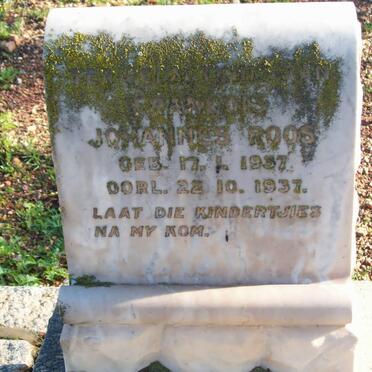 FRANCOIS
JOHANNES ROOS
GEB. 17. 1. 1937.
OORL. 22. 10. 1937.
LAAT DIE KINDERTJIES
NA MY KOM.